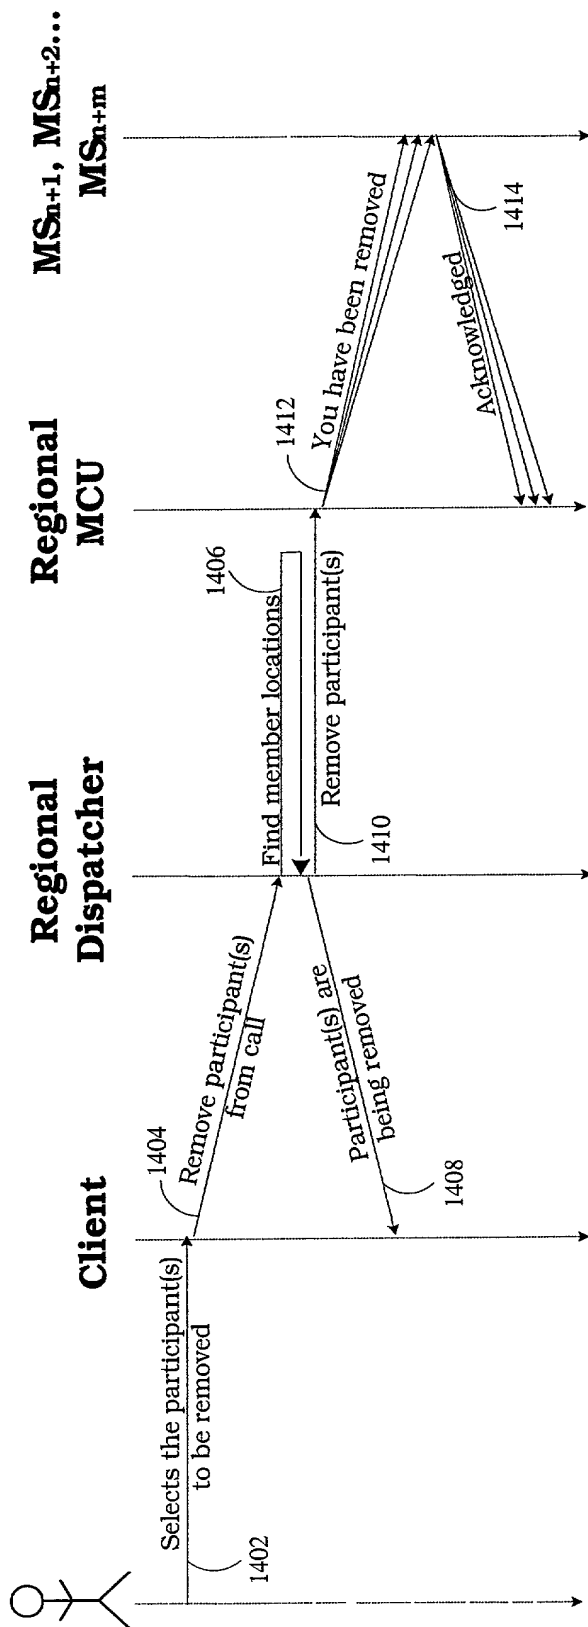 Client
Regional
Dispatcher
Regional
MCU
MSn+1, MSn+2...
MSn+m
Selects the participant(s)
to be removed
1402
1404
Remove participant(s)
from call
Find member locations
1406
Participant(s) are
being removed
1408
Remove participant(s)
1410
1412
You have been removed
Acknowledged
1414